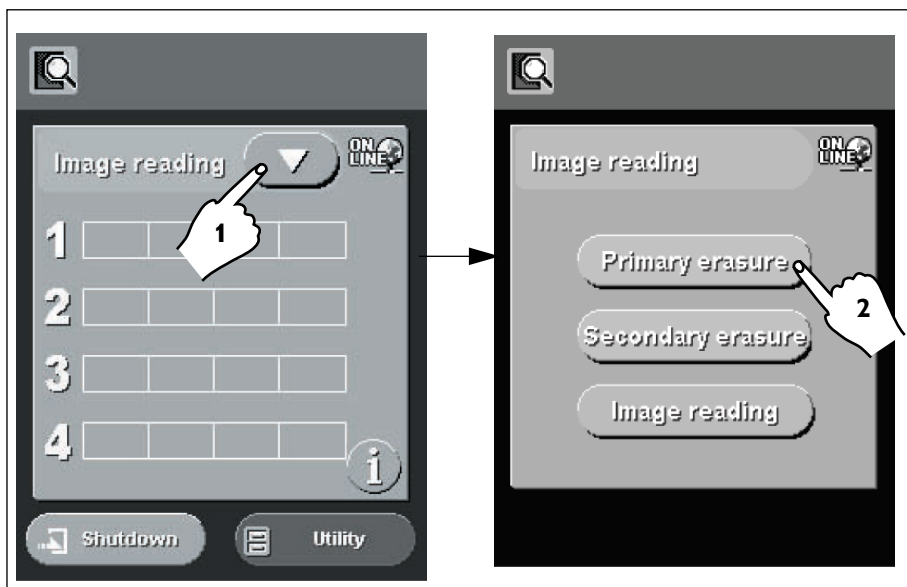 Image reading
ON
LINE
1
1
2
3
4
i
Shutdown
Utility
Image reading
ON
LINE
Primary erasure
2
Secondary erasure
Image reading